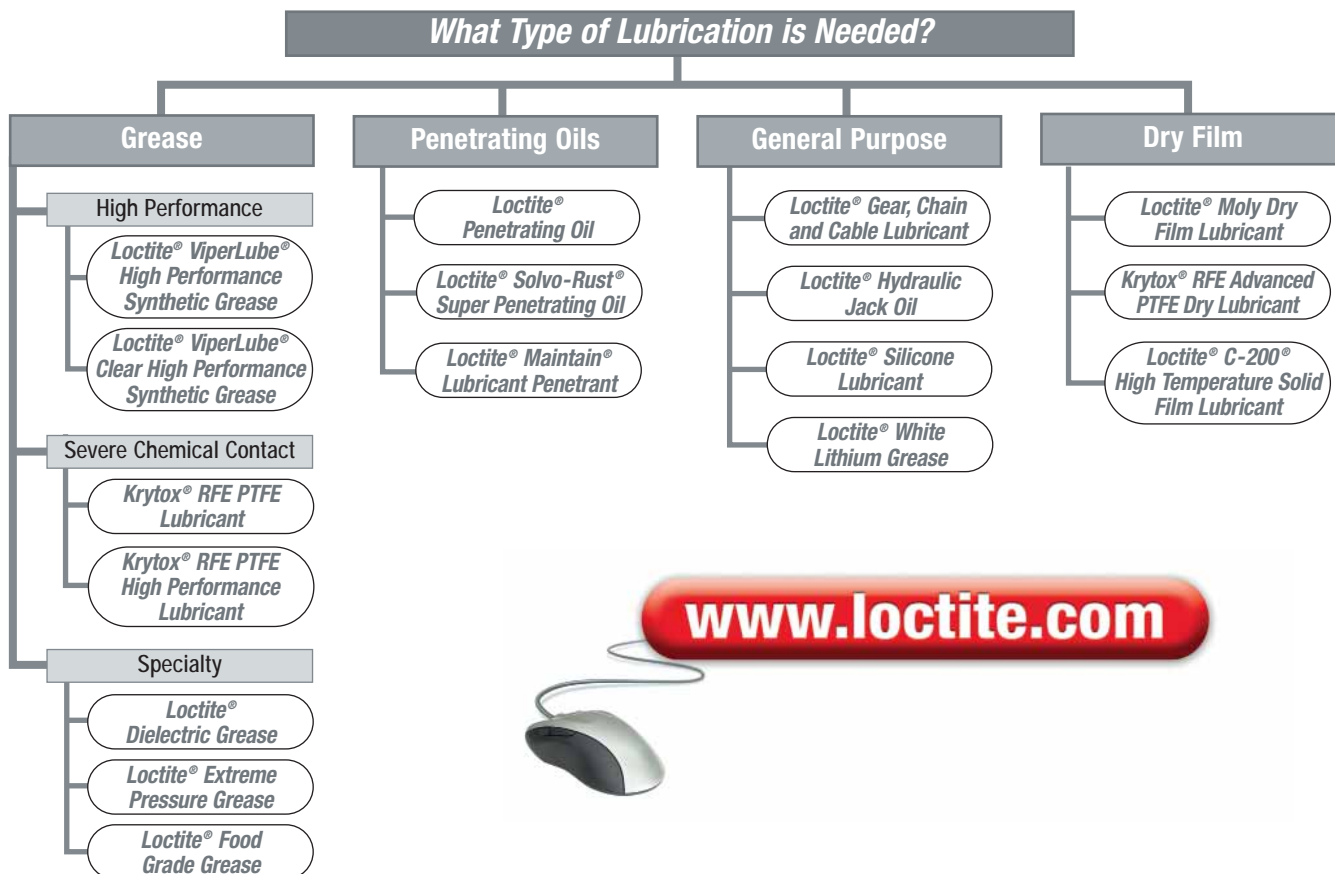 What Type of Lubrication is Needed?
Grease
High Performance
Loctite® ViperLube®
High Performance
Synthetic Grease
Loctite® ViperLube®
Clear High Performance
Synthetic Grease
Severe Chemical Contact
Krytox® RFE PTFE
Lubricant
Krytox® RFE PTFE
High Performance
Lubricant
Specialty
Loctite®
Dielectric Grease
Loctite® Extreme
Pressure Grease
Loctite® Food
Grade Grease
Penetrating Oils
Loctite®
Penetrating Oil
Loctite® Solvo-Rust®
Super Penetrating Oil
Loctite® Maintain®
Lubricant Penetrant
General Purpose
Loctite® Gear, Chain
and Cable Lubricant
Loctite® Hydraulic
Jack Oil
Loctite® Silicone
Lubricant
Loctite® White
Lithium Grease
Dry Film
Loctite® Moly Dry
Film Lubricant
Krytox® RFE Advanced
PTFE Dry Lubricant
Loctite® C-200®
High Temperature Solid
Film Lubricant
www.loctite.com